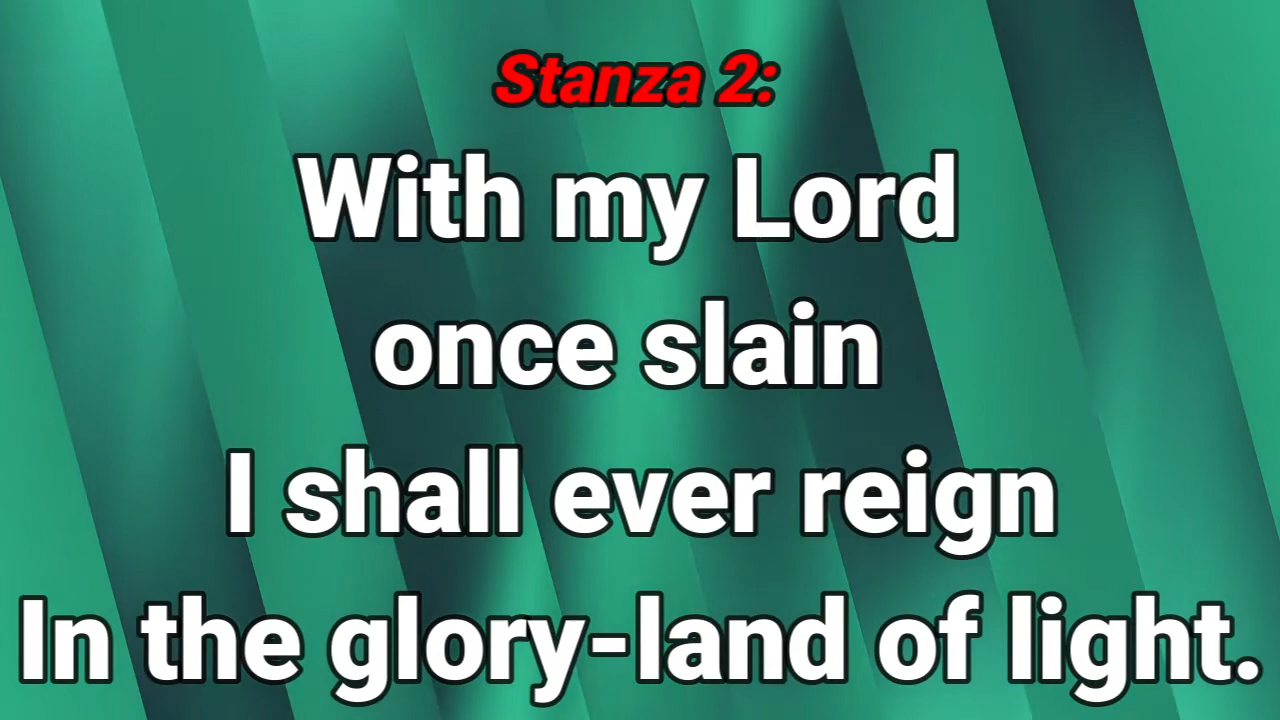 Stanza 2:
With my Lord
once slain
I shall ever reign
In the glory-land of light.